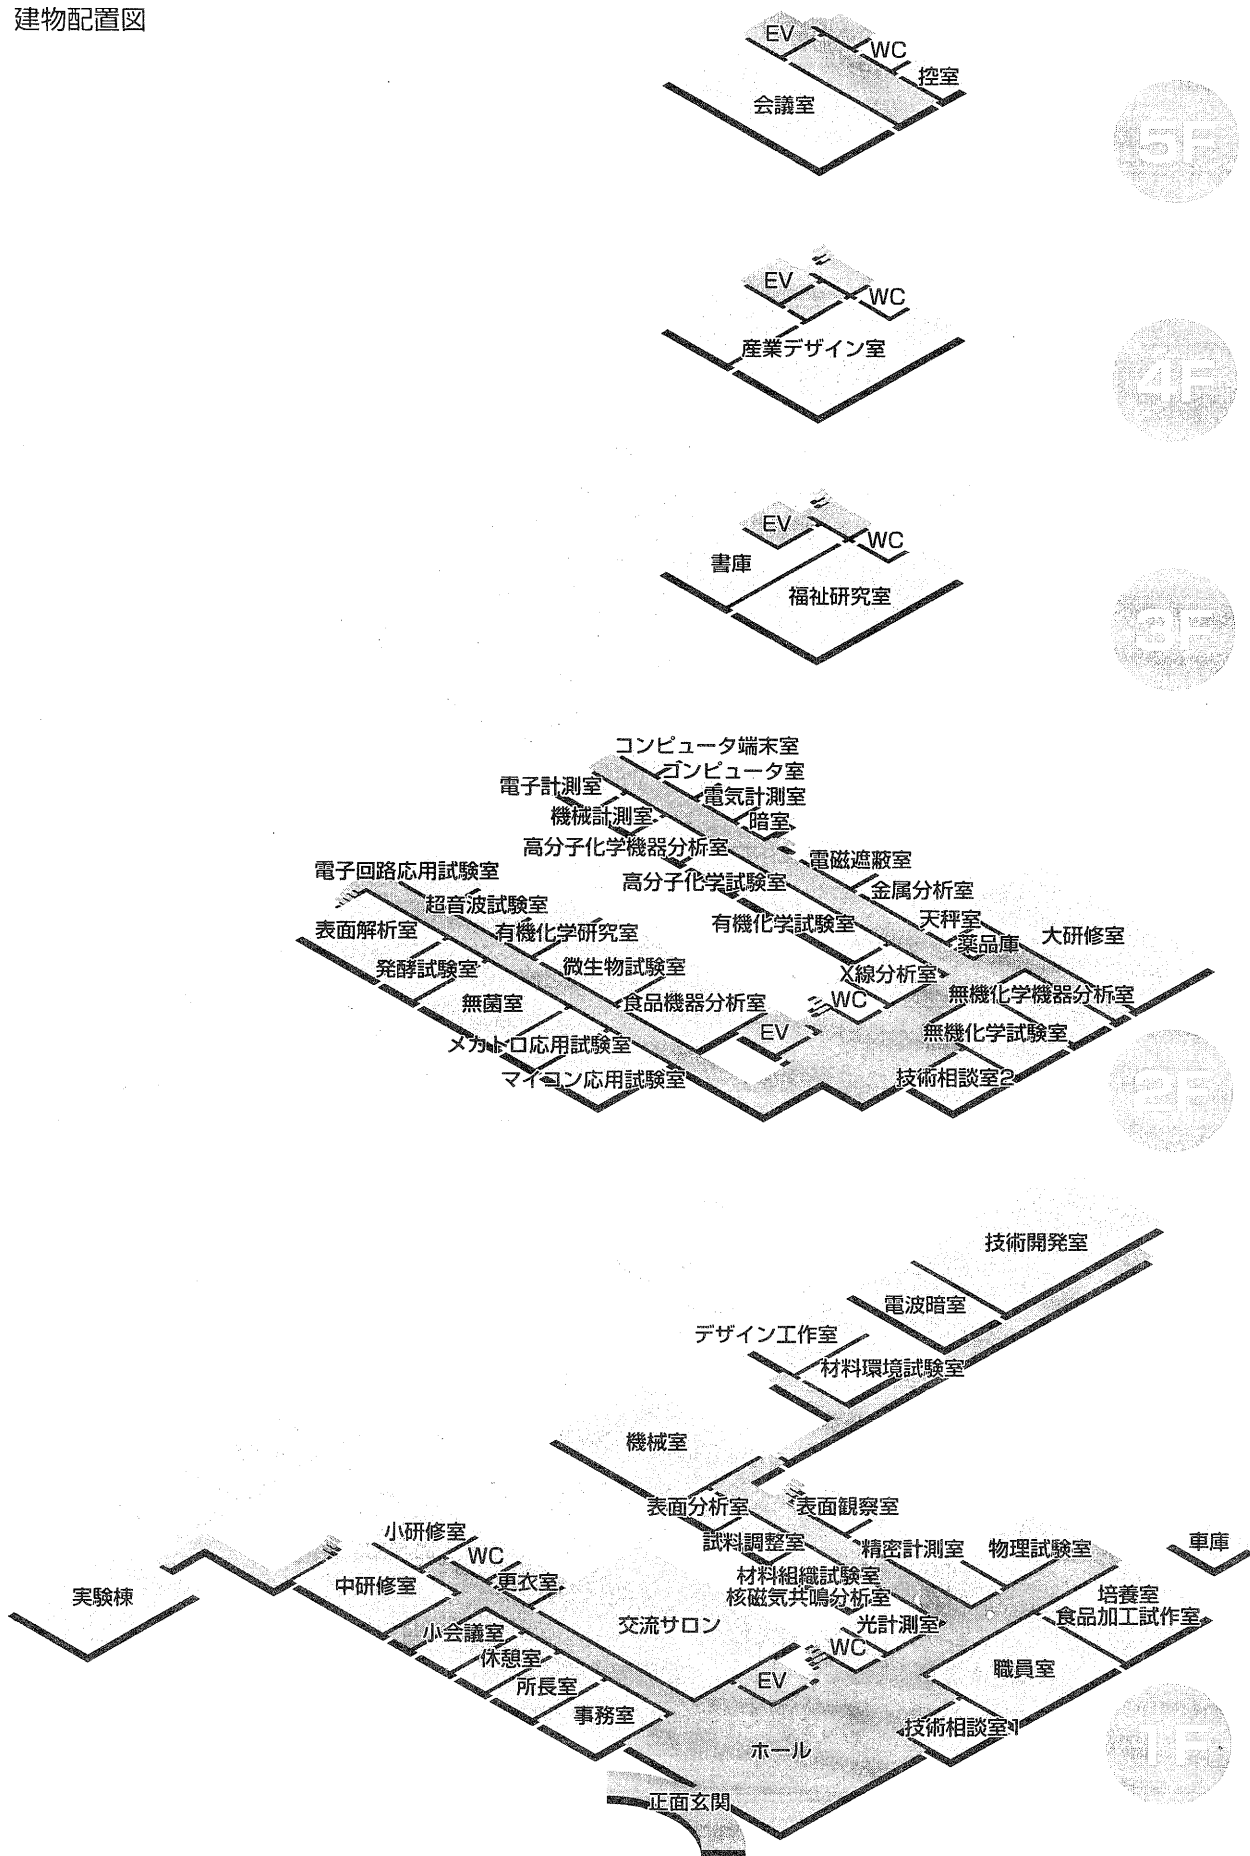 建物配置図
EV
WC
控室
会議室
5F
EV
WC
産業デザイン室
4F
EV
WC
書庫
福祉研究室
3F
コンピュータ端末室
コンピュータ室
電子計測室
電気計測室
機械計測室
暗室
高分子化学機器分析室
電磁遮蔽室
電子回路応用試験室
高分子化学試験室
金属分析室
超音波試験室
天秤室
有機化学試験室
表面解析室
有機化学研究室
薬品庫
大研修室
発酵試験室
微生物試験室
X線分析室
無菌室
食品機器分析室
WC
無機化学機器分析室
EV
無機化学試験室
メカトロ応用試験室
マイコン応用試験室
技術相談室2
2F
技術開発室
電波暗室
デザイン工作室
材料環境試験室
機械室
表面分析室
表面観察室
小研修室
試料調整室
精密計測室
物理試験室
車庫
WC
材料組織試験室
中研修室
更衣室
核磁気共鳴分析室
実験棟
培養室
食品加工試作室
交流サロン
光計測室
小会議室
WC
休憩室
職員室
所長室
EV
事務室
技術相談室1
ホール
1F
正面玄関